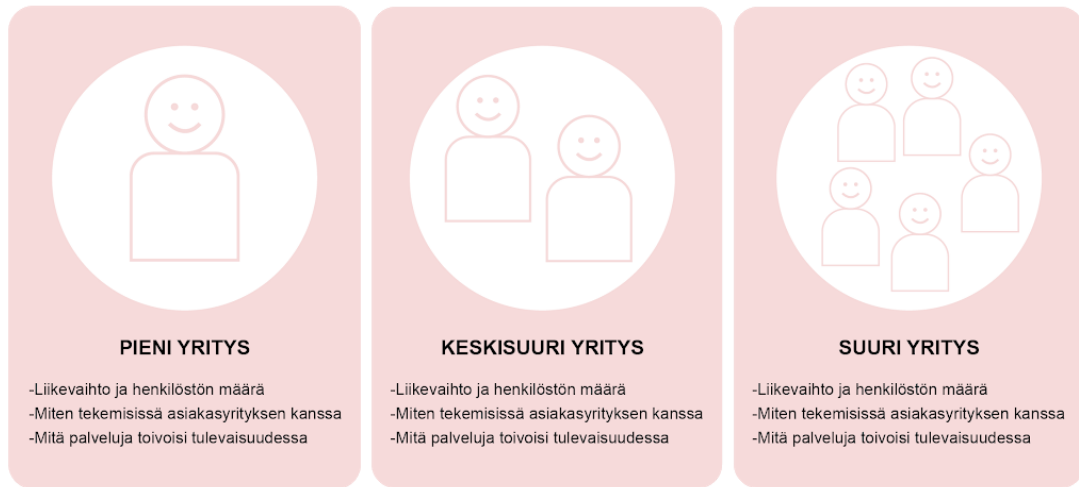 PIENI YRITYS
-Liikevaihto ja henkilöstön määrä
-Miten tekemisissä asiakasyrityksen kanssa
-Mitä palveluja toivoisi tulevaisuudessa
KESKISUURI YRITYS
-Liikevaihto ja henkilöstön määrä
-Miten tekemisissä asiakasyrityksen kanssa
-Mitä palveluja toivoisi tulevaisuudessa
SUURI YRITYS
-Liikevaihto ja henkilöstön määrä
-Miten tekemisissä asiakasyrityksen kanssa
-Mitä palveluja toivoisi tulevaisuudessa